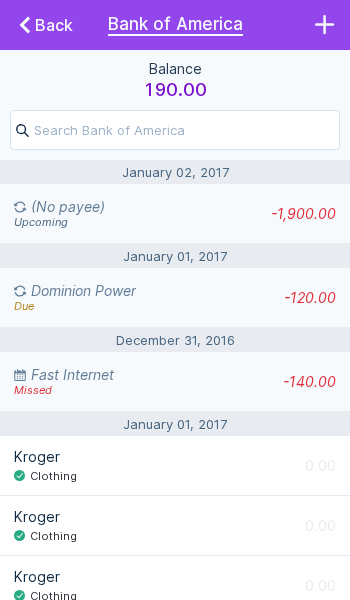 Back
Bank of America
Balance
190.00
Search Bank of America
January 02, 2017
(No payee)
-1,900.00
Upcoming
January 01, 2017
Dominion Power
-120.00
Due
December 31, 2016
Fast Internet
-140.00
Missed
January 01, 2017
Kroger
0.00
Clothing
Kroger
0.00
Clothing
Kroger
0.00
Clothing